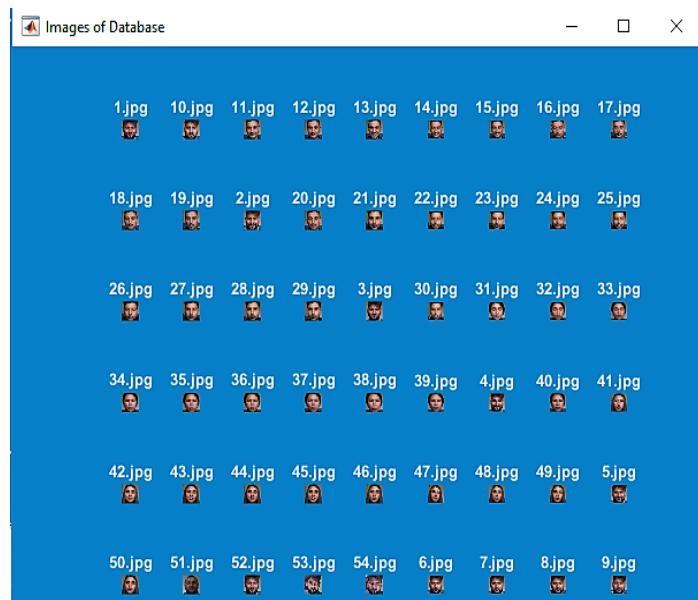 Images of Database
1.jpg 10.jpg 11.jpg 12.jpg 13.jpg 14.jpg 15.jpg 16.jpg 17.jpg
18.jpg 19.jpg 2.jpg 20.jpg 21.jpg 22.jpg 23.jpg 24.jpg 25.jpg
26.jpg 27.jpg 28.jpg 29.jpg 3.jpg 30.jpg 31.jpg 32.jpg 33.jpg
34.jpg 35.jpg 36.jpg 37.jpg 38.jpg 39.jpg 4.jpg 40.jpg 41.jpg
42.jpg 43.jpg 44.jpg 45.jpg 46.jpg 47.jpg 48.jpg 49.jpg 5.jpg
50.jpg 51.jpg 52.jpg 53.jpg 54.jpg 6.jpg 7.jpg 8.jpg 9.jpg